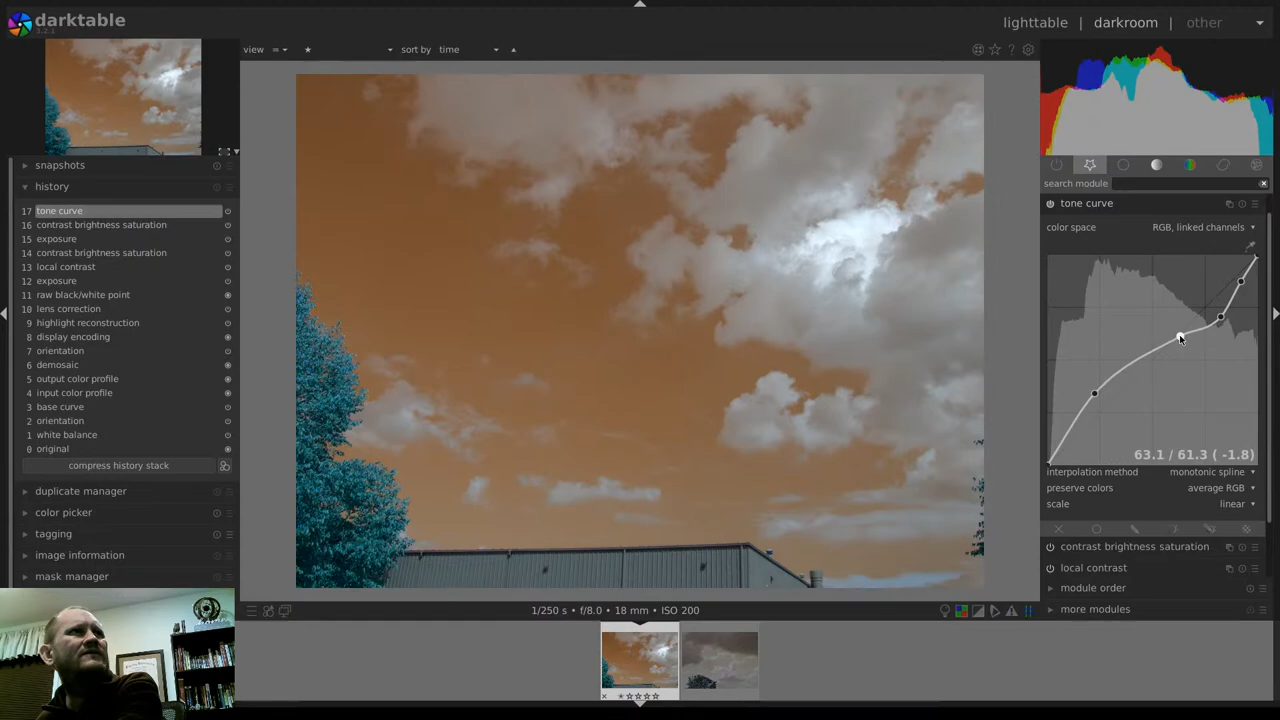 darktable
3.2.1
lighttable | darkroom | other
view
sort by time
snapshots
history
17 tone curve
16 contrast brightness saturation
15 exposure
14 contrast brightness saturation
13 local contrast
12 exposure
11 raw black/white point
10 lens correction
9 highlight reconstruction
8 display encoding
7 orientation
6 demosaic
5 output color profile
4 input color profile
3 base curve
2 orientation
1 white balance
0 original
compress history stack
duplicate manager
color picker
tagging
image information
mask manager
1/250 s • f/8.0 • 18 mm • ISO 200
search module
tone curve
color space RGB, linked channels
63.1 / 61.3 ( -1.8)
interpolation method monotonic spline
preserve colors average RGB
scale linear
contrast brightness saturation
local contrast
module order
more modules